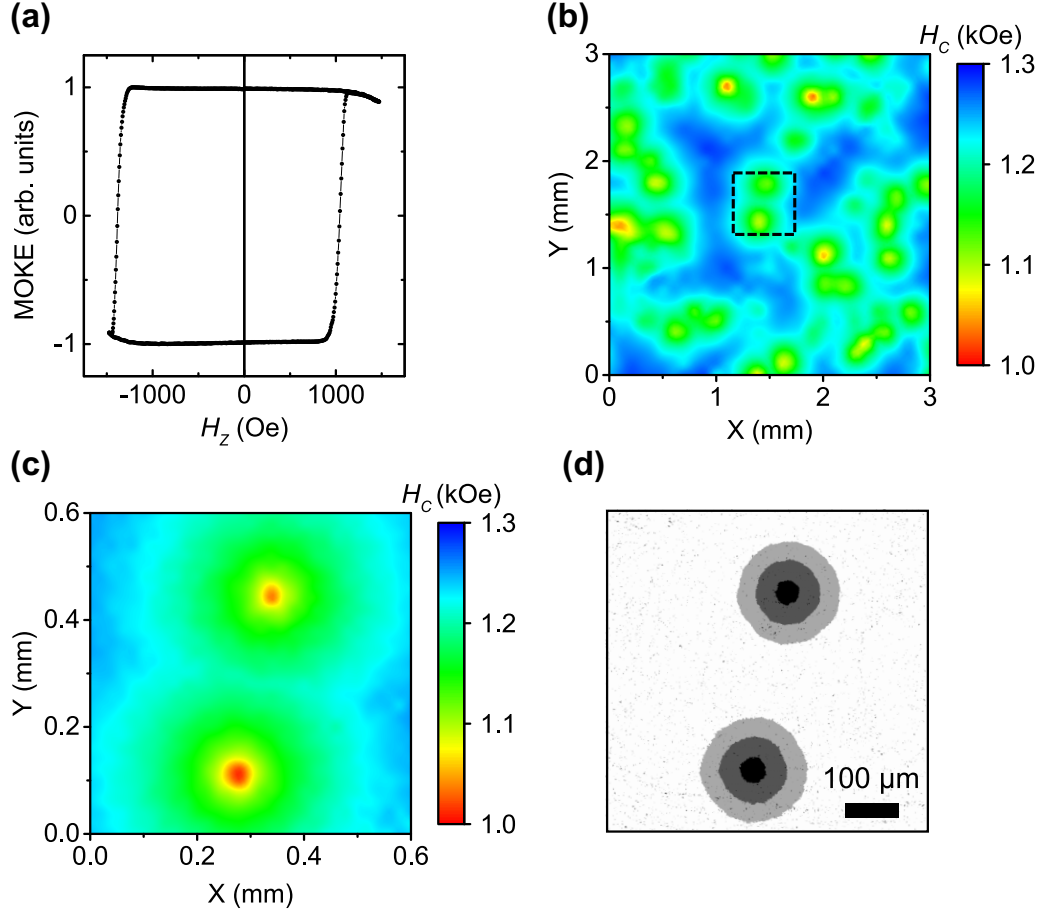 (a)
MOKE (arb. units)
1
0
-1
-1000
0
1000
H_Z (Oe)
(b)
H_C (kOe)
3
2
1
0
Y (mm)
0
1
2
3
X (mm)
1.3
1.2
1.1
1.0
(c)
H_C (kOe)
0.6
0.4
0.2
0.0
Y (mm)
0.0
0.2
0.4
0.6
X (mm)
1.3
1.2
1.1
1.0
(d)
100 µm